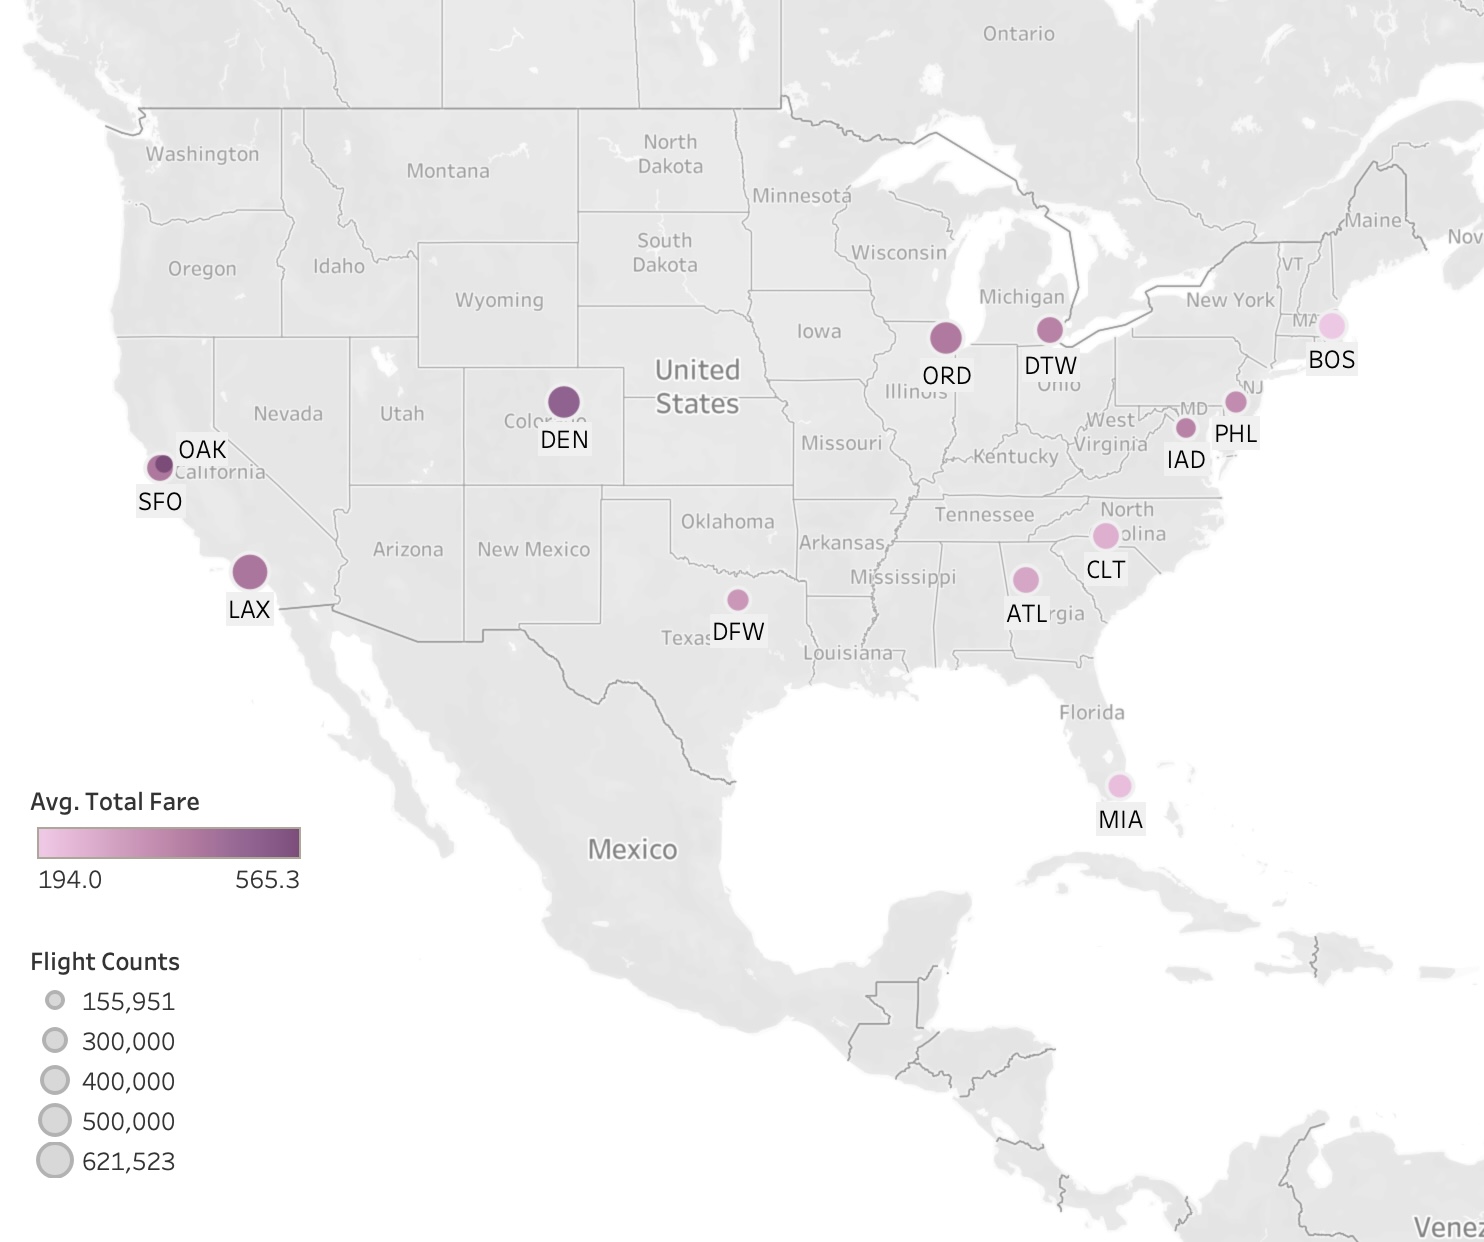 Ontario
Washington
Montana
North
Dakota
Minnesota
Maine
Nov
Oregon
Idaho
South
Dakota
Wisconsin
VT
Wyoming
Michigan
New York
Iowa
MA
BOS
United
States
ORD
DTW
Illinois
Ohio
NJ
Nevada
Utah
DEN
MD
West
Virginia
PHL
OAK
California
Missouri
Kentucky
IAD
SFO
Oklahoma
Tennessee
North
olina
Arizona
New Mexico
Arkansas
CLT
Mississippi
LAX
DFW
Texas
ATL
rgia
Louisiana
Florida
MIA
Avg. Total Fare
194.0 565.3
Mexico
Flight Counts
155,951
300,000
400,000
500,000
621,523
Venez